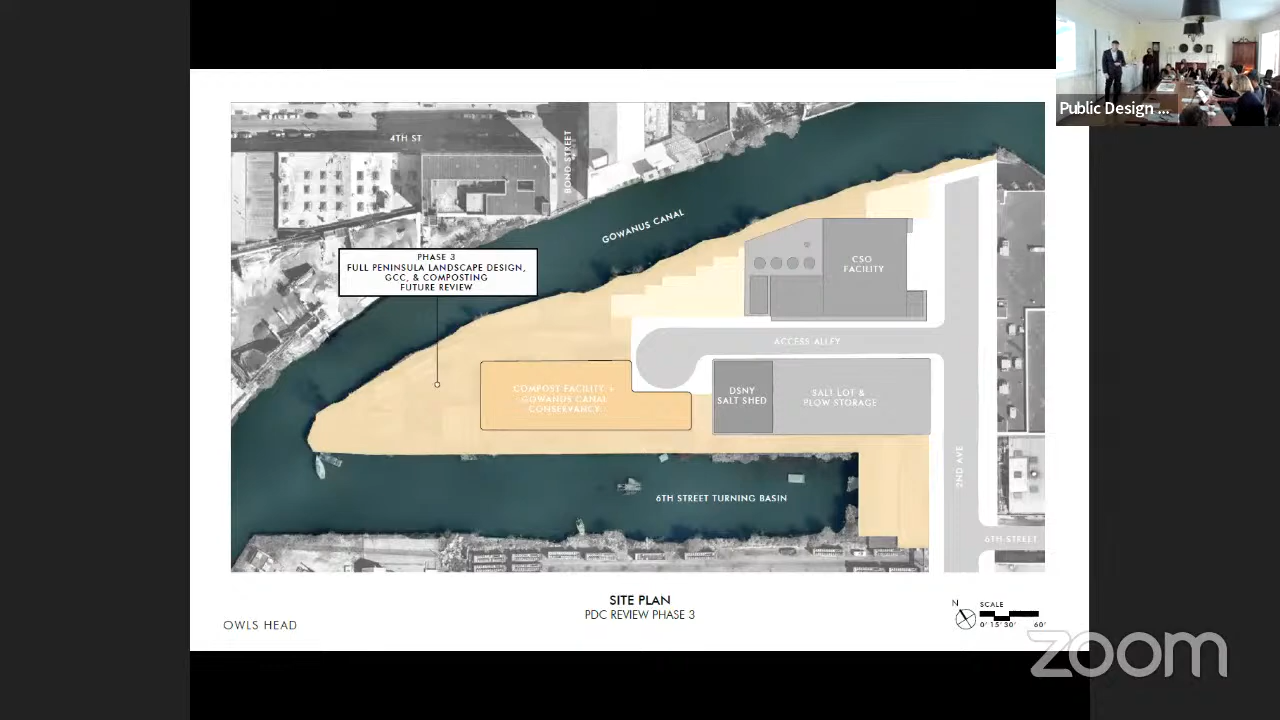 Public Design ...
4TH ST
BOND STREET
GOWANUS CANAL
PHASE 3
FULL PENINSULA LANDSCAPE DESIGN,
GCC, & COMPOSTING
FUTURE REVIEW
CSO
FACILITY
ACCESS ALLEY
COMPOST FACILITY +
GOWANUS CANAL
CONSERVANCY
DSNY
SALT SHED
SALT LOT &
PLOW STORAGE
2ND AVE
6TH STREET TURNING BASIN
6TH STREET
SITE PLAN
PDC REVIEW PHASE 3
OWLS HEAD
N
SCALE
0' 15' 30' 60'
zoom